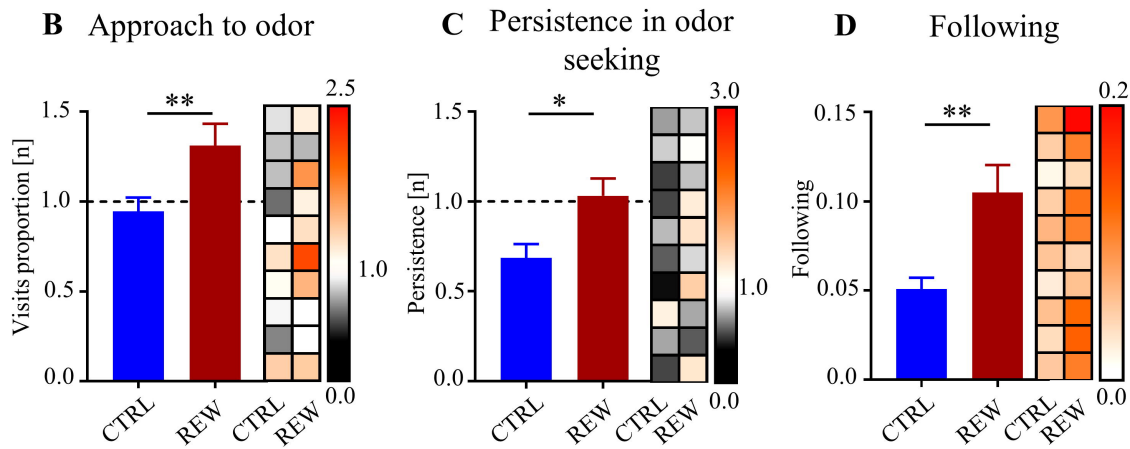 B Approach to odor
Visits proportion [n]
1.5
1.0
0.5
0.0
**
CTRL
REW
CTRL
REW
2.5
1.0
0.0
C Persistence in odor
seeking
Persistence [n]
1.5
1.0
0.5
0.0
*
CTRL
REW
CTRL
REW
3.0
1.0
0.0
D Following
Following
0.15
0.10
0.05
0.0
**
CTRL
REW
CTRL
REW
0.2
0.0